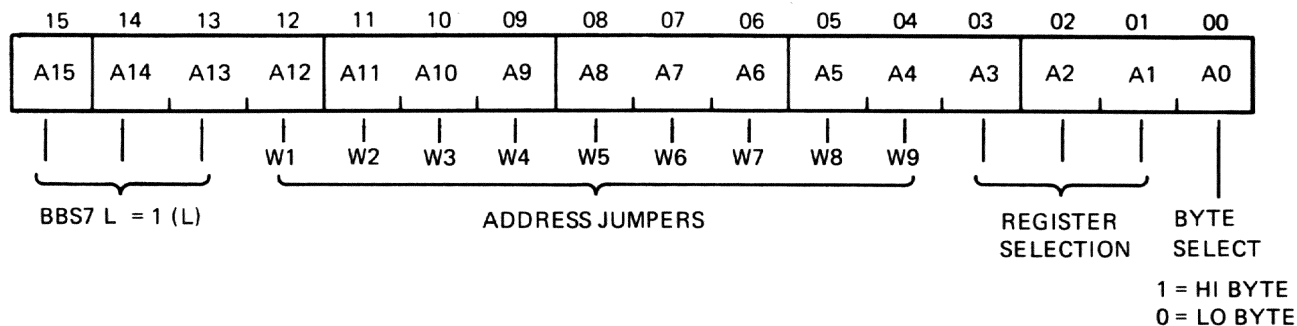 15 14 13 12 11 10 09 08 07 06 05 04 03 02 01 00
A15 A14 A13 A12 A11 A10 A9 A8 A7 A6 A5 A4 A3 A2 A1 A0
W1 W2 W3 W4 W5 W6 W7 W8 W9
BBS7 L = 1 (L)
ADDRESS JUMPERS
REGISTER
SELECTION
BYTE
SELECT
1 = HI BYTE
0 = LO BYTE